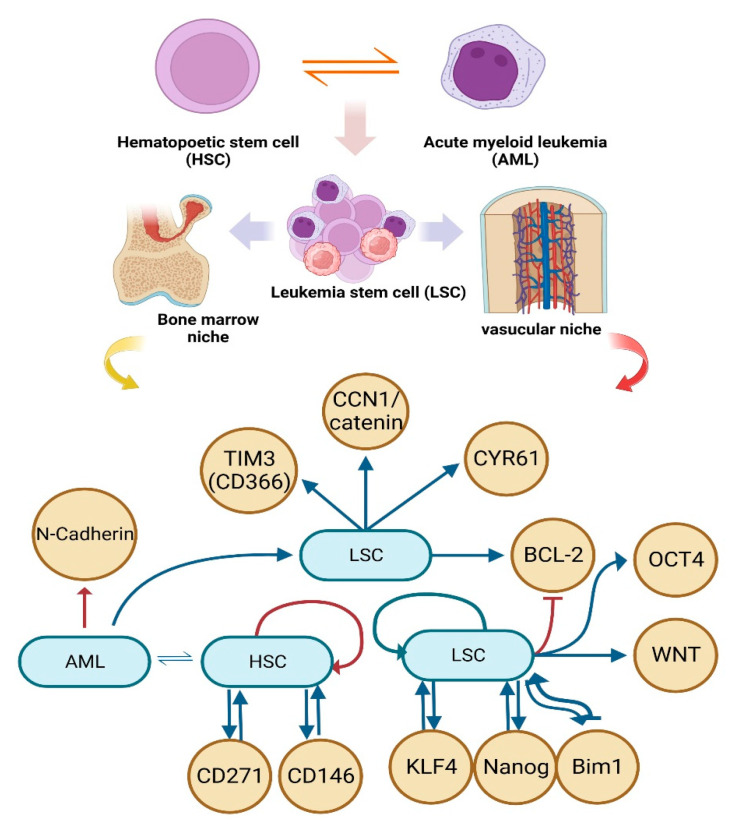 Hematopoetic stem cell
(HSC)
Acute myeloid leukemia
(AML)
Leukemia stem cell (LSC)
Bone marrow
niche
vasucular niche
CCN1/
catenin
TIM3
(CD366)
CYR61
N-Cadherin
LSC
BCL-2
OCT4
AML
HSC
LSC
WNT
CD271
CD146
KLF4
Nanog
Bim1